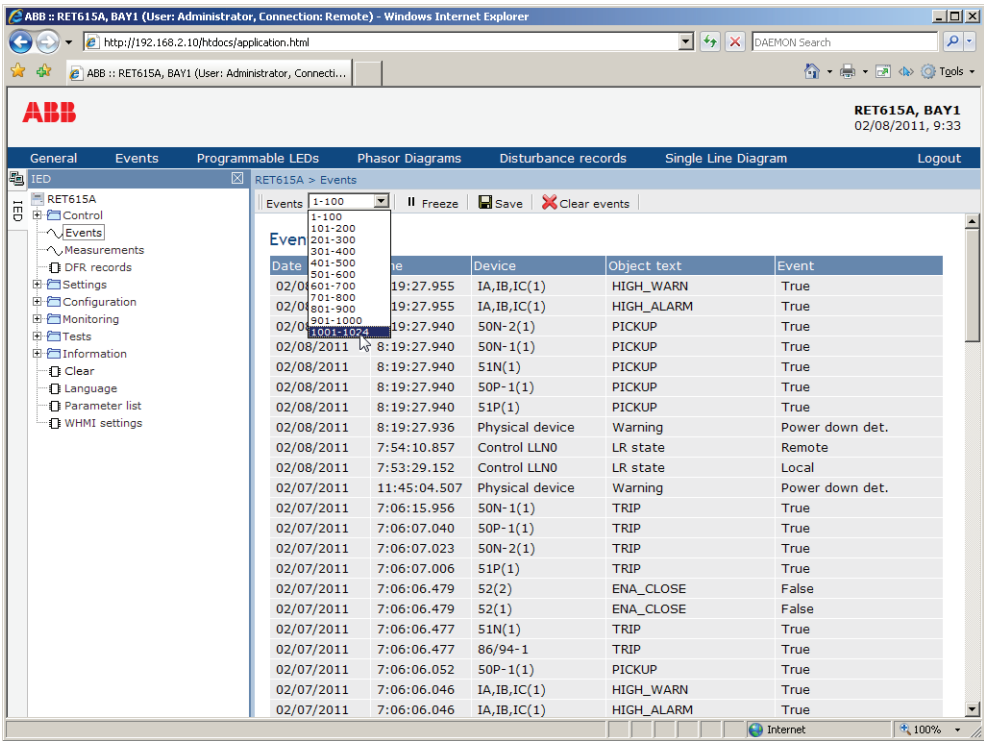 ABB :: RET615A, BAY1 (User: Administrator, Connection: Remote) - Windows Internet Explorer
http://192.168.2.10/htdocs/application.html
DAEMON Search
ABB :: RET615A, BAY1 (User: Administrator, Connecti...
Tools
ABB
RET615A, BAY1
02/08/2011, 9:33
General Events Programmable LEDs Phasor Diagrams Disturbance records Single Line Diagram Logout
IED
IED
RET615A
Control
Events
Measurements
DFR records
Settings
Configuration
Monitoring
Tests
Information
Clear
Language
Parameter list
WHMI settings
RET615A > Events
Events 1-100 Freeze Save Clear events
1-100
101-200
201-300
301-400
401-500
501-600
601-700
701-800
801-900
901-1000
1001-1024
Even
Date me Device Object text Event
02/08 19:27.955 IA,IB,IC(1) HIGH_WARN True
02/08 19:27.955 IA,IB,IC(1) HIGH_ALARM True
02/08 19:27.940 50N-2(1) PICKUP True
02/08/2011 8:19:27.940 50N-1(1) PICKUP True
02/08/2011 8:19:27.940 51N(1) PICKUP True
02/08/2011 8:19:27.940 50P-1(1) PICKUP True
02/08/2011 8:19:27.940 51P(1) PICKUP True
02/08/2011 8:19:27.936 Physical device Warning Power down det.
02/08/2011 7:54:10.857 Control LLN0 LR state Remote
02/08/2011 7:53:29.152 Control LLN0 LR state Local
02/07/2011 11:45:04.507 Physical device Warning Power down det.
02/07/2011 7:06:15.956 50N-1(1) TRIP True
02/07/2011 7:06:07.040 50P-1(1) TRIP True
02/07/2011 7:06:07.023 50N-2(1) TRIP True
02/07/2011 7:06:07.006 51P(1) TRIP True
02/07/2011 7:06:06.479 52(2) ENA_CLOSE False
02/07/2011 7:06:06.479 52(1) ENA_CLOSE False
02/07/2011 7:06:06.477 51N(1) TRIP True
02/07/2011 7:06:06.477 86/94-1 TRIP True
02/07/2011 7:06:06.052 50P-1(1) PICKUP True
02/07/2011 7:06:06.046 IA,IB,IC(1) HIGH_WARN True
02/07/2011 7:06:06.046 IA,IB,IC(1) HIGH_ALARM True
Internet 100%